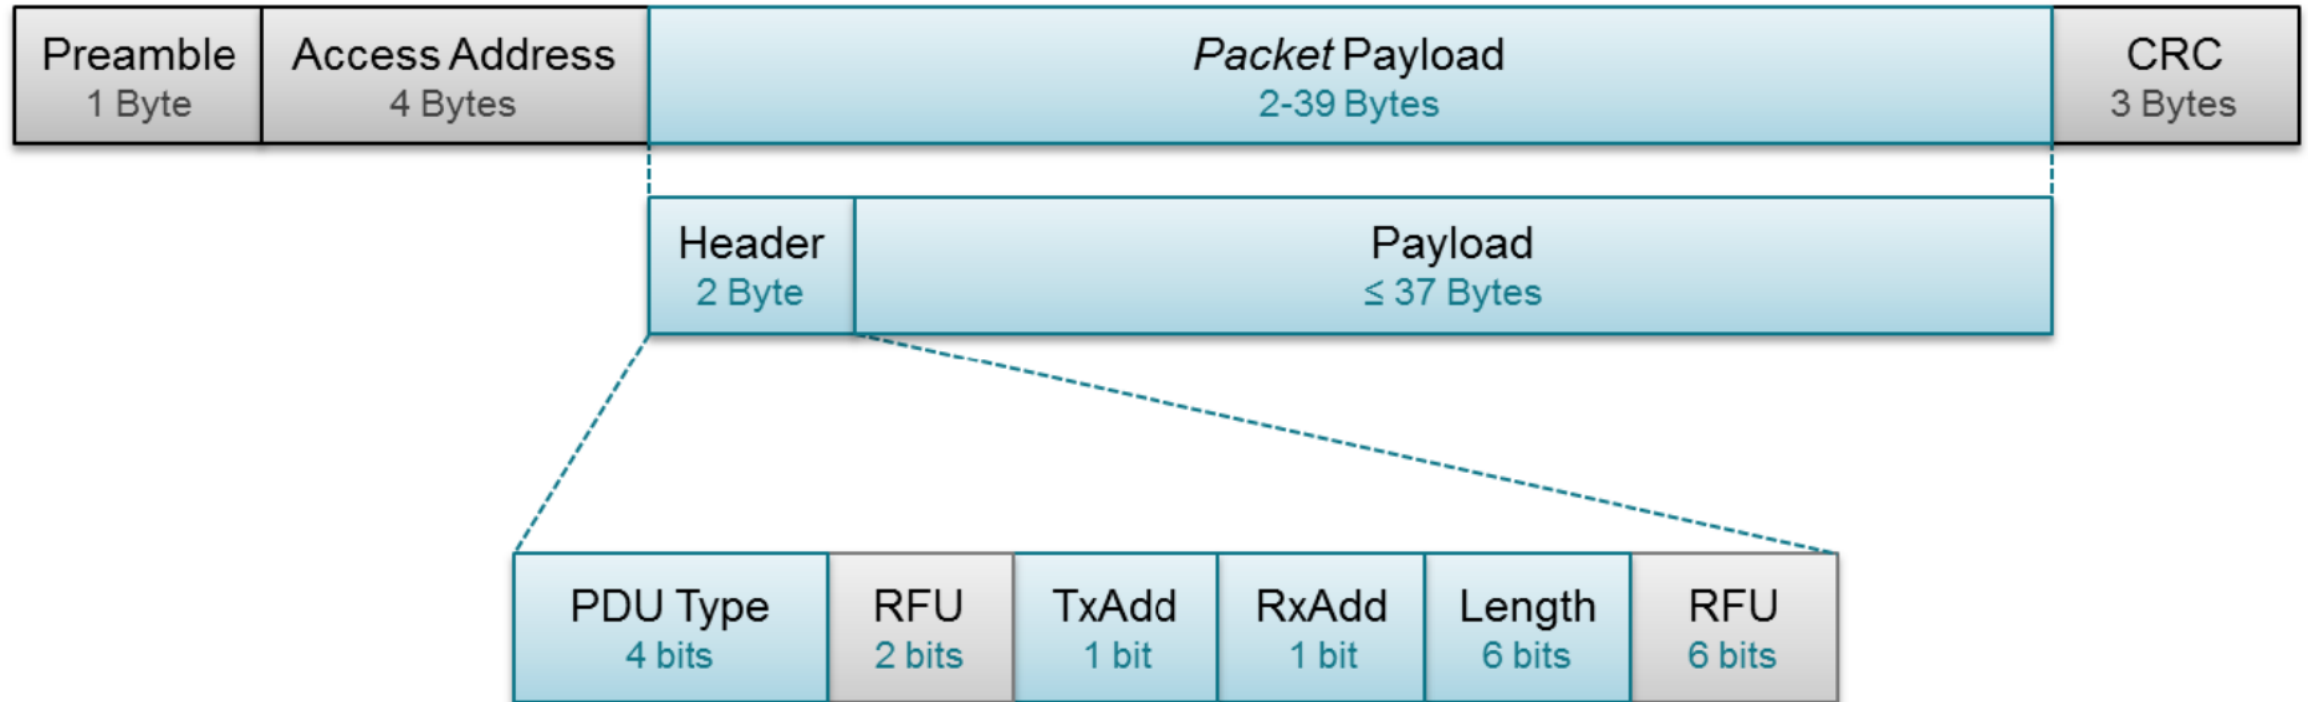 Preamble
1 Byte
Access Address
4 Bytes
Packet Payload
2-39 Bytes
CRC
3 Bytes
Header
2 Byte
Payload
≤ 37 Bytes
PDU Type
4 bits
RFU
2 bits
TxAdd
1 bit
RxAdd
1 bit
Length
6 bits
RFU
6 bits